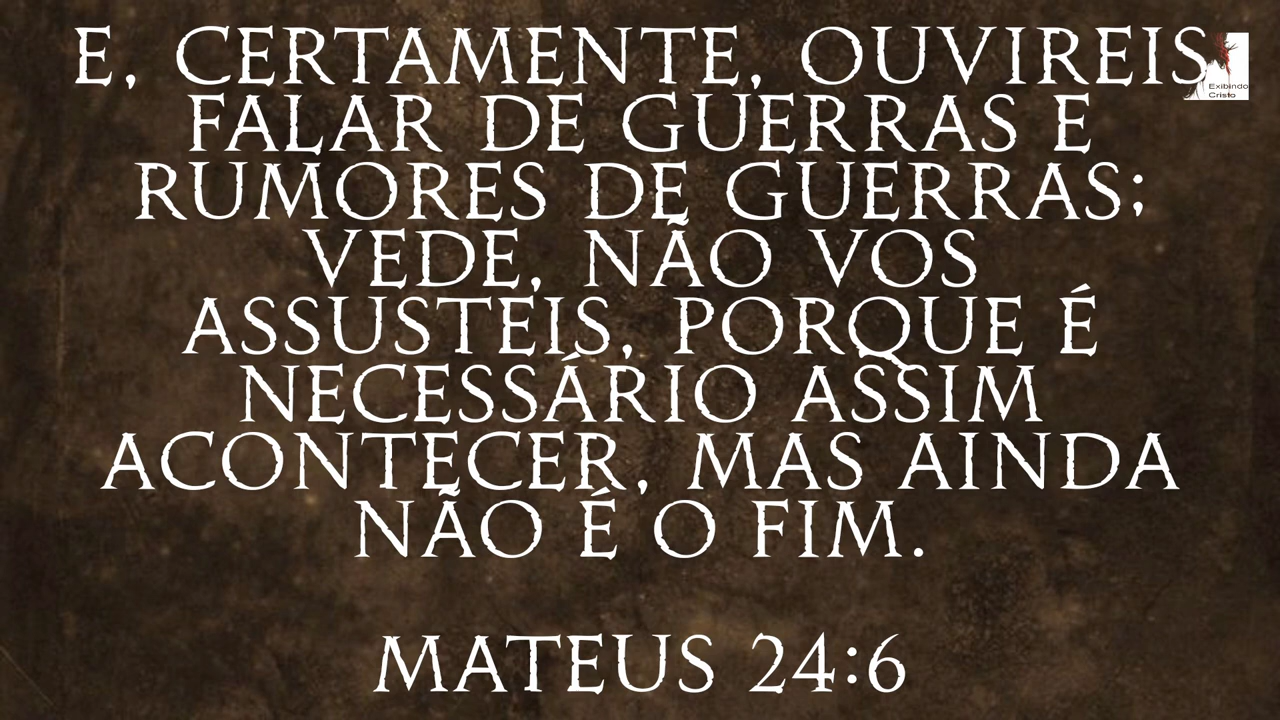 E, CERTAMENTE, OUVIREIS
FALAR DE GUERRAS E
RUMORES DE GUERRAS;
VEDE, NÃO VOS
ASSUSTEIS, PORQUE É
NECESSÁRIO ASSIM
ACONTECER, MAS AINDA
NÃO É O FIM.
MATEUS 24:6
Exibindo
Cristo